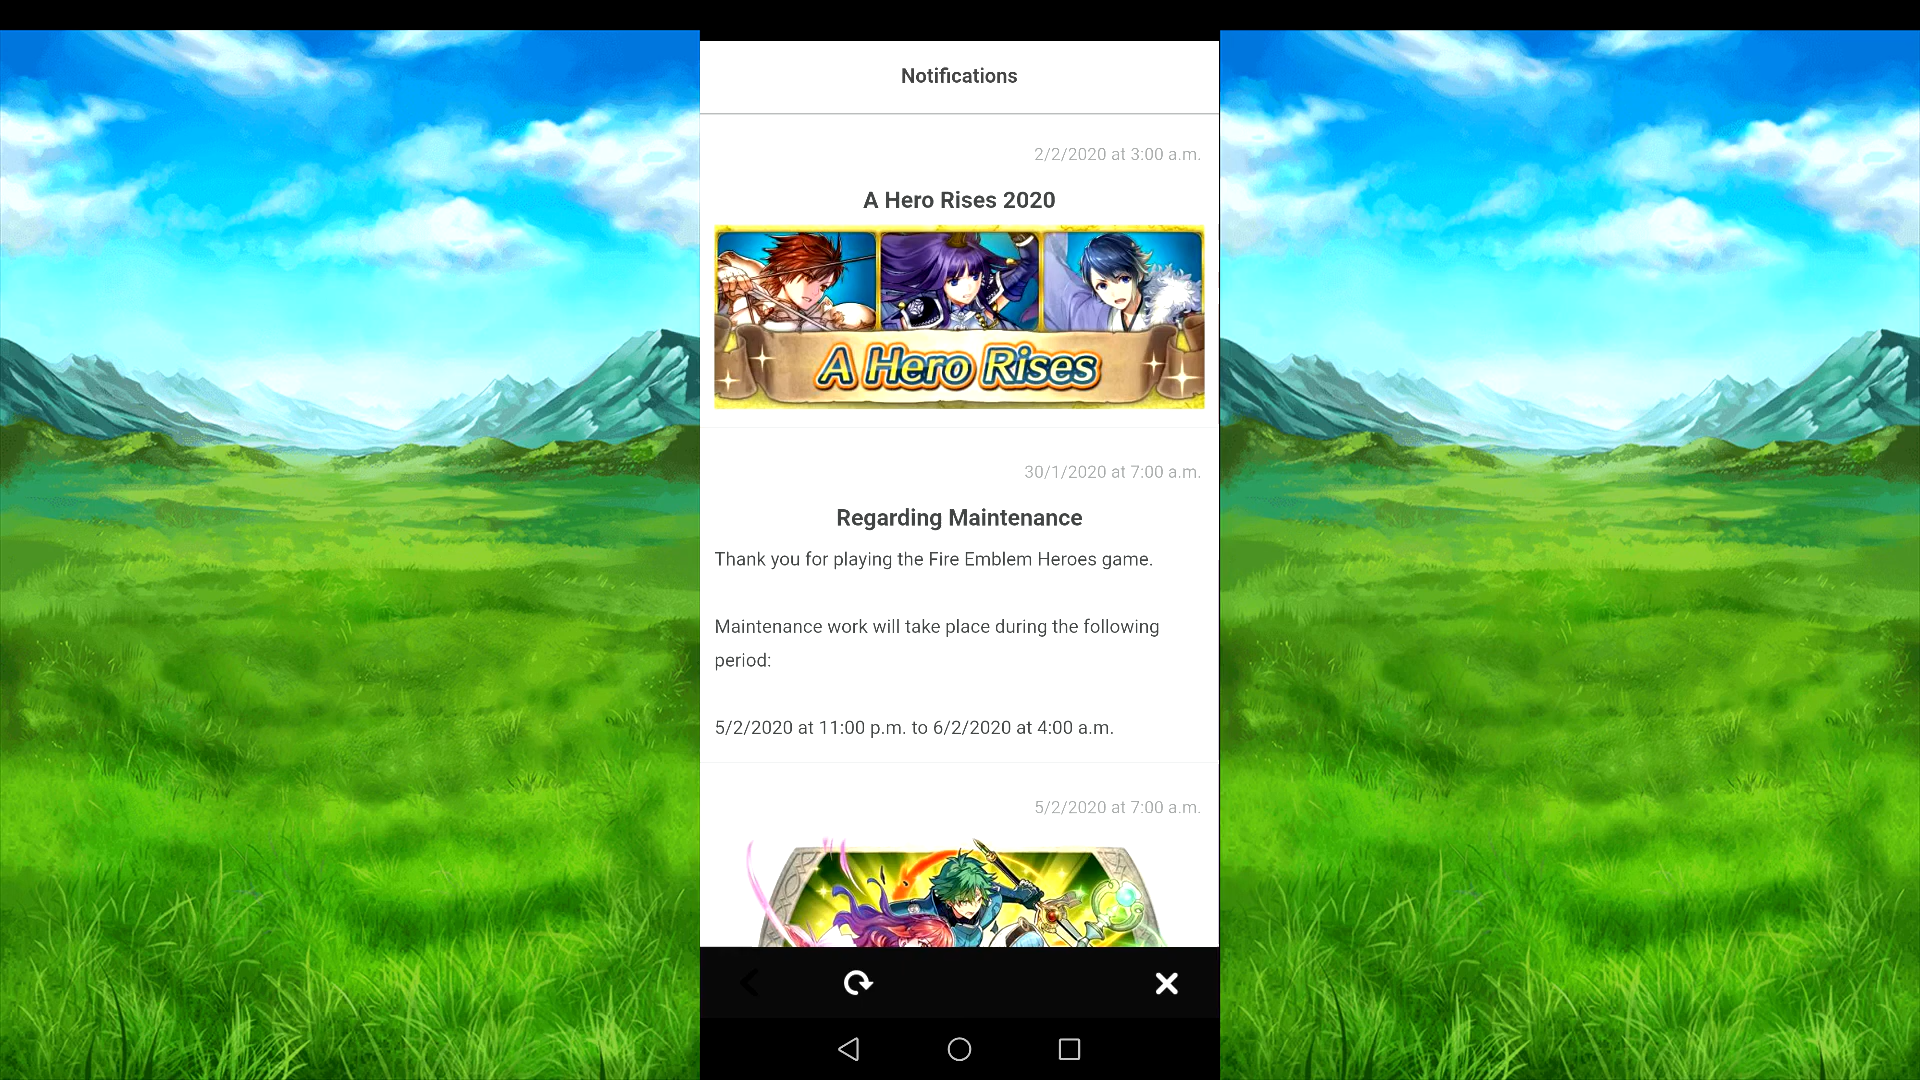 Notifications
2/2/2020 at 3:00 a.m.
A Hero Rises 2020
A Hero Rises
30/1/2020 at 7:00 a.m.
Regarding Maintenance
Thank you for playing the Fire Emblem Heroes game.
Maintenance work will take place during the following
period:
5/2/2020 at 11:00 p.m. to 6/2/2020 at 4:00 a.m.
5/2/2020 at 7:00 a.m.